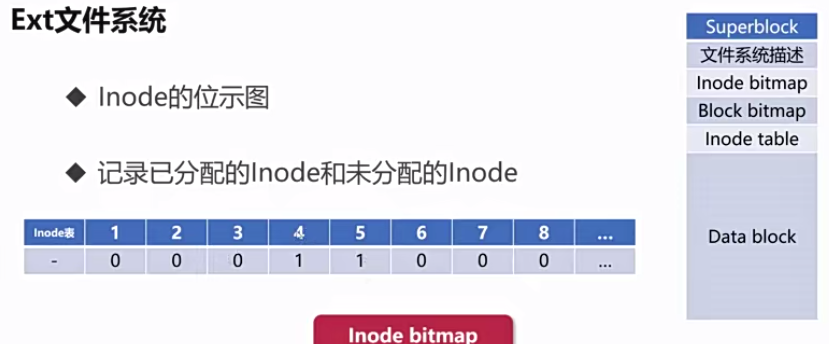 Ext文件系统
◆ Inode的位示图
◆ 记录已分配的Inode和未分配的Inode
Inode表 1 2 3 4 5 6 7 8 ...
- 0 0 0 1 1 0 0 0 ...
Inode bitmap
Superblock
文件系统描述
Inode bitmap
Block bitmap
Inode table
Data block